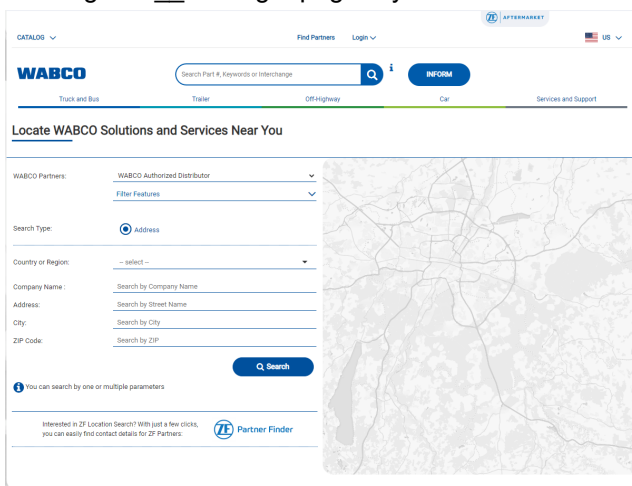 ZF AFTERMARKET
CATALOG
Find Partners
Login
US
WABCO
Search Part #, Keywords or Interchange
i
INFORM
Truck and Bus
Trailer
Off-Highway
Car
Services and Support
Locate WABCO Solutions and Services Near You
WABCO Partners:
WABCO Authorized Distributor
Filter Features
Search Type:
Address
Country or Region:
-- select --
Company Name :
Search by Company Name
Address:
Search by Street Name
City:
Search by City
ZIP Code:
Search by ZIP
Search
i You can search by one or multiple parameters
Interested in ZF Location Search? With just a few clicks,
you can easily find contact details for ZF Partners:
ZF Partner Finder